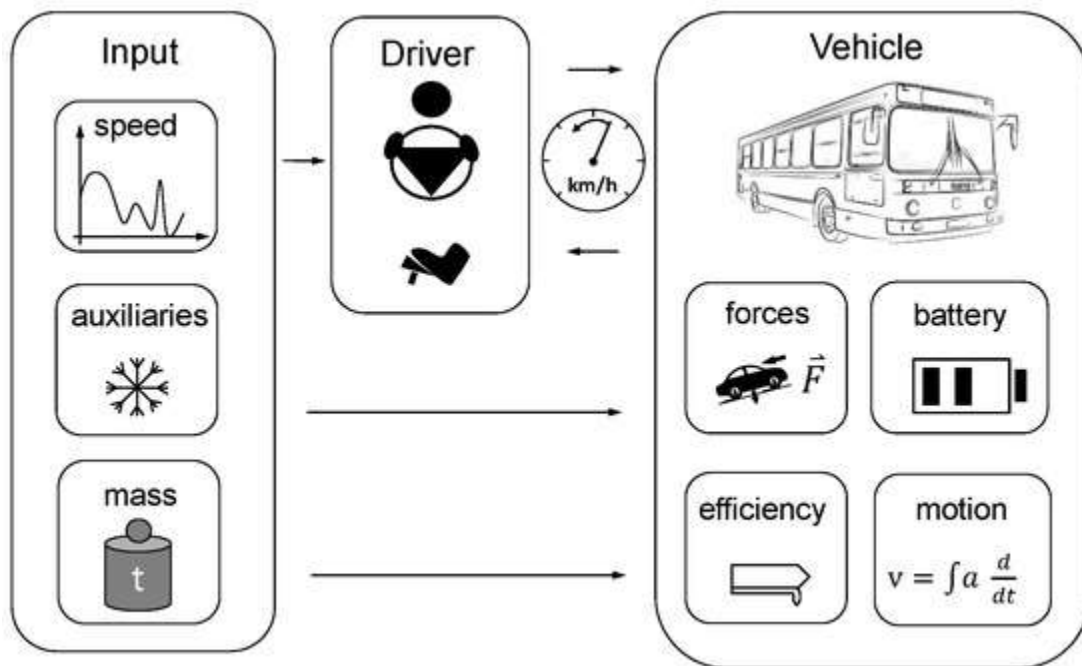 Input
speed
auxiliaries
mass
t
Driver
km/h
Vehicle
forces
F⃗
battery
efficiency
motion
v = ∫a d/dt